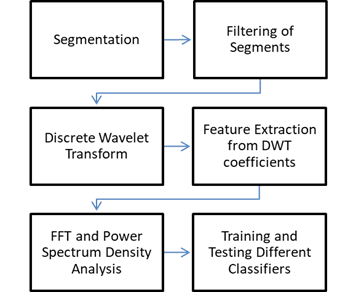 Segmentation
Filtering of
Segments
Discrete Wavelet
Transform
Feature Extraction
from DWT
coefficients
FFT and Power
Spectrum Density
Analysis
Training and
Testing Different
Classifiers